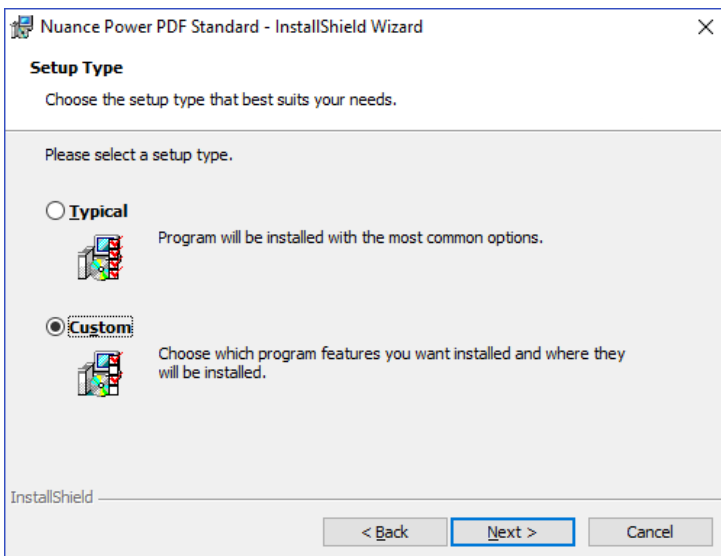 Nuance Power PDF Standard - InstallShield Wizard
Setup Type
Choose the setup type that best suits your needs.
Please select a setup type.
Typical
Program will be installed with the most common options.
Custom
Choose which program features you want installed and where they
will be installed.
InstallShield
< Back Next > Cancel